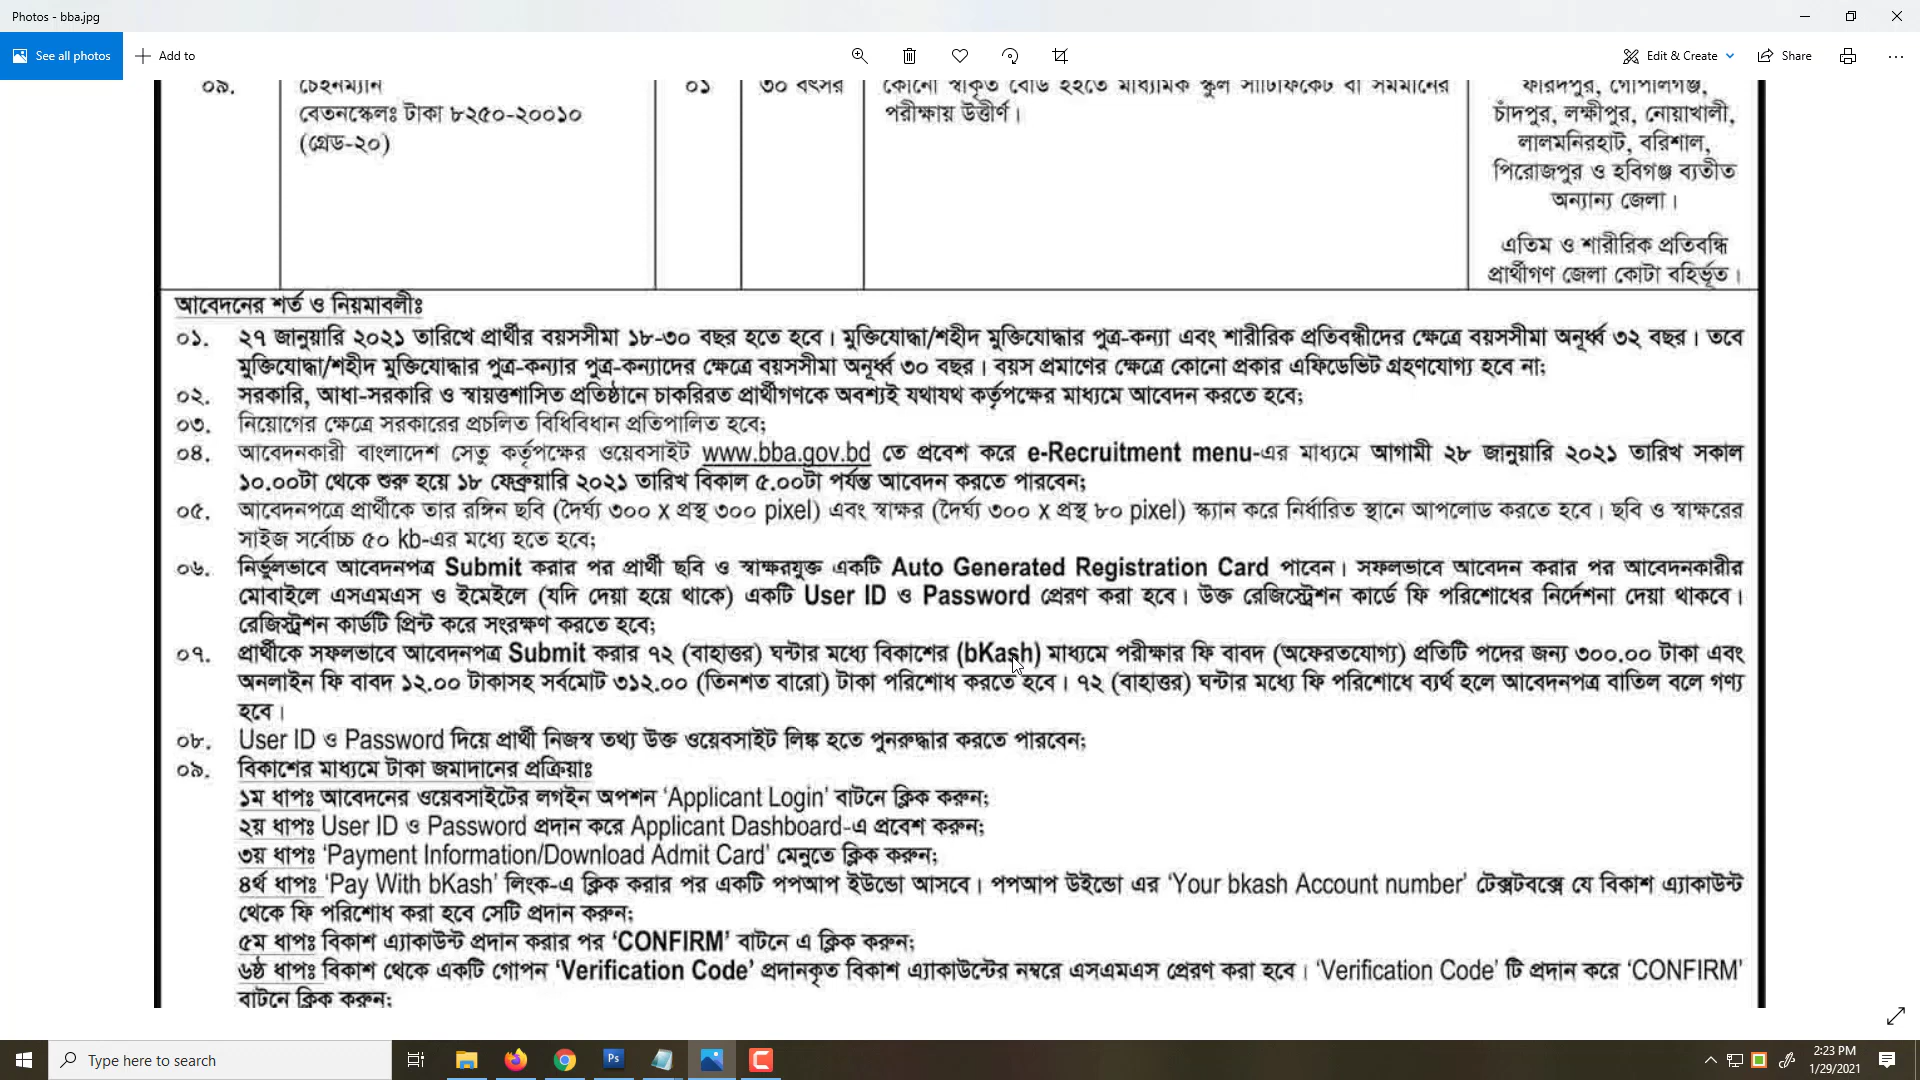 Photos - bba.jpg
See all photos
Add to
Edit & Create
Share
০৯. চেইনম্যান ০১ ৩০ বৎসর কোনো স্বীকৃত বোর্ড হইতে মাধ্যমিক স্কুল সার্টিফিকেট বা সমমানের ফরিদপুর, গোপালগঞ্জ,
বেতনস্কেলঃ টাকা ৮২৫০-২০০১০ পরীক্ষায় উত্তীর্ণ। চাঁদপুর, লক্ষীপুর, নোয়াখালী,
(গ্রেড-২০) লালমনিরহাট, বরিশাল,
পিরোজপুর ও হবিগঞ্জ ব্যতীত
অন্যান্য জেলা।
এতিম ও শারীরিক প্রতিবন্ধি
প্রার্থীগণ জেলা কোটা বহির্ভূত।
আবেদনের শর্ত ও নিয়মাবলীঃ
০১. ২৭ জানুয়ারি ২০২১ তারিখে প্রার্থীর বয়সসীমা ১৮-৩০ বছর হতে হবে। মুক্তিযোদ্ধা/শহীদ মুক্তিযোদ্ধার পুত্র-কন্যা এবং শারীরিক প্রতিবন্ধীদের ক্ষেত্রে বয়সসীমা অনূর্ধ্ব ৩২ বছর। তবে
মুক্তিযোদ্ধা/শহীদ মুক্তিযোদ্ধার পুত্র-কন্যার পুত্র-কন্যাদের ক্ষেত্রে বয়সসীমা অনূর্ধ্ব ৩০ বছর। বয়স প্রমাণের ক্ষেত্রে কোনো প্রকার এফিডেভিট গ্রহণযোগ্য হবে না;
০২. সরকারি, আধা-সরকারি ও স্বায়ত্তশাসিত প্রতিষ্ঠানে চাকরিরত প্রার্থীগণকে অবশ্যই যথাযথ কর্তৃপক্ষের মাধ্যমে আবেদন করতে হবে;
০৩. নিয়োগের ক্ষেত্রে সরকারের প্রচলিত বিধিবিধান প্রতিপালিত হবে;
০৪. আবেদনকারী বাংলাদেশ সেতু কর্তৃপক্ষের ওয়েবসাইট www.bba.gov.bd তে প্রবেশ করে e-Recruitment menu-এর মাধ্যমে আগামী ২৮ জানুয়ারি ২০২১ তারিখ সকাল
১০.০০টা থেকে শুরু হয়ে ১৮ ফেব্রুয়ারি ২০২১ তারিখ বিকাল ৫.০০টা পর্যন্ত আবেদন করতে পারবেন;
০৫. আবেদনপত্রে প্রার্থীকে তার রঙ্গিন ছবি (দৈর্ঘ্য ৩০০ x প্রস্থ ৩০০ pixel) এবং স্বাক্ষর (দৈর্ঘ্য ৩০০ x প্রস্থ ৮০ pixel) স্ক্যান করে নির্ধারিত স্থানে আপলোড করতে হবে। ছবি ও স্বাক্ষরের
সাইজ সর্বোচ্চ ৫০ kb-এর মধ্যে হতে হবে;
০৬. নির্ভুলভাবে আবেদনপত্র Submit করার পর প্রার্থী ছবি ও স্বাক্ষরযুক্ত একটি Auto Generated Registration Card পাবেন। সফলভাবে আবেদন করার পর আবেদনকারীর
মোবাইলে এসএমএস ও ইমেইলে (যদি দেয়া হয়ে থাকে) একটি User ID ও Password প্রেরণ করা হবে। উক্ত রেজিস্ট্রেশন কার্ডে ফি পরিশোধের নির্দেশনা দেয়া থাকবে।
রেজিস্ট্রেশন কার্ডটি প্রিন্ট করে সংরক্ষণ করতে হবে;
০৭. প্রার্থীকে সফলভাবে আবেদনপত্র Submit করার ৭২ (বাহাত্তর) ঘন্টার মধ্যে বিকাশের (bKash) মাধ্যমে পরীক্ষার ফি বাবদ (অফেরতযোগ্য) প্রতিটি পদের জন্য ৩০০.০০ টাকা এবং
অনলাইন ফি বাবদ ১২.০০ টাকাসহ সর্বমোট ৩১২.০০ (তিনশত বারো) টাকা পরিশোধ করতে হবে। ৭২ (বাহাত্তর) ঘন্টার মধ্যে ফি পরিশোধে ব্যর্থ হলে আবেদনপত্র বাতিল বলে গণ্য
হবে।
০৮. User ID ও Password দিয়ে প্রার্থী নিজস্ব তথ্য উক্ত ওয়েবসাইট লিঙ্ক হতে পুনরুদ্ধার করতে পারবেন;
০৯. বিকাশের মাধ্যমে টাকা জমাদানের প্রক্রিয়াঃ
১ম ধাপঃ আবেদনের ওয়েবসাইটের লগইন অপশন ‘Applicant Login’ বাটনে ক্লিক করুন;
২য় ধাপঃ User ID ও Password প্রদান করে Applicant Dashboard-এ প্রবেশ করুন;
৩য় ধাপঃ ‘Payment Information/Download Admit Card’ মেনুতে ক্লিক করুন;
৪র্থ ধাপঃ ‘Pay With bKash’ লিংক-এ ক্লিক করার পর একটি পপআপ ইউন্ডো আসবে। পপআপ উইন্ডো এর ‘Your bkash Account number’ টেক্সটবক্সে যে বিকাশ এ্যাকাউন্ট
থেকে ফি পরিশোধ করা হবে সেটি প্রদান করুন;
৫ম ধাপঃ বিকাশ এ্যাকাউন্ট প্রদান করার পর ‘CONFIRM’ বাটনে এ ক্লিক করুন;
৬ষ্ঠ ধাপঃ বিকাশ থেকে একটি গোপন ‘Verification Code’ প্রদানকৃত বিকাশ এ্যাকাউন্টের নম্বরে এসএমএস প্রেরণ করা হবে। ‘Verification Code’ টি প্রদান করে ‘CONFIRM’
বাটনে ক্লিক করুন;
Type here to search
Ps
2:23 PM
1/29/2021